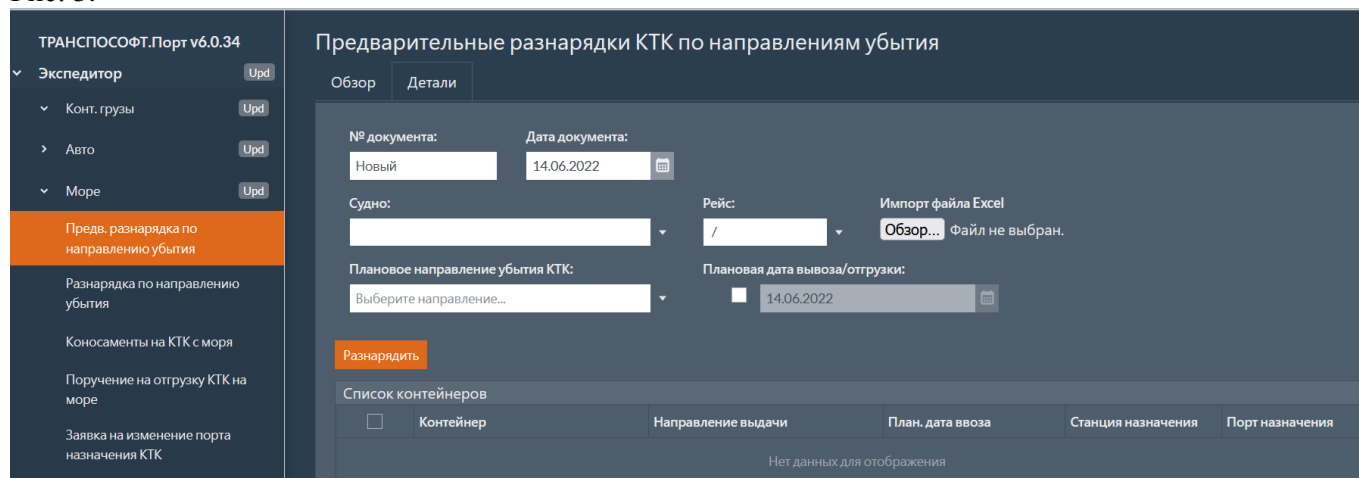 ТРАНСПОСОФТ.Порт v6.0.34
Экспедитор Upd
Конт. грузы Upd
Авто Upd
Море Upd
Предв. разнарядка по
направлению убытия
Разнарядка по направлению
убытия
Коносаменты на КТК с моря
Поручение на отгрузку КТК на
море
Заявка на изменение порта
назначения КТК
Предварительные разнарядки КТК по направлениям убытия
Обзор Детали
№ документа: Дата документа:
Новый 14.06.2022
Судно: Рейс: Импорт файла Excel
/ Обзор... Файл не выбран.
Плановое направление убытия КТК: Плановая дата вывоза/отгрузки:
Выберите направление... 14.06.2022
Разнарядить
Список контейнеров
Контейнер Направление выдачи План. дата ввоза Станция назначения Порт назначения
Нет данных для отображения